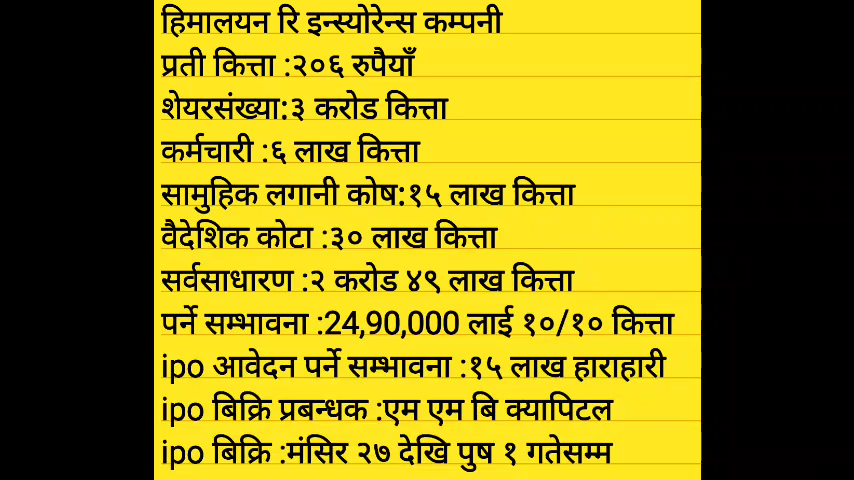 हिमालयन रि इन्स्योरेन्स कम्पनी
प्रती कित्ता :२०६ रुपैयाँ
शेयरसंख्या:३ करोड कित्ता
कर्मचारी :६ लाख कित्ता
सामुहिक लगानी कोष:१५ लाख कित्ता
वैदेशिक कोटा :३० लाख कित्ता
सर्वसाधारण :२ करोड ४९ लाख कित्ता
पर्ने सम्भावना :24,90,000 लाई १०/१० कित्ता
ipo आवेदन पर्ने सम्भावना :१५ लाख हाराहारी
ipo बिक्रि प्रबन्धक :एम एम बि क्यापिटल
ipo बिक्रि :मंसिर २७ देखि पुष १ गतेसम्म